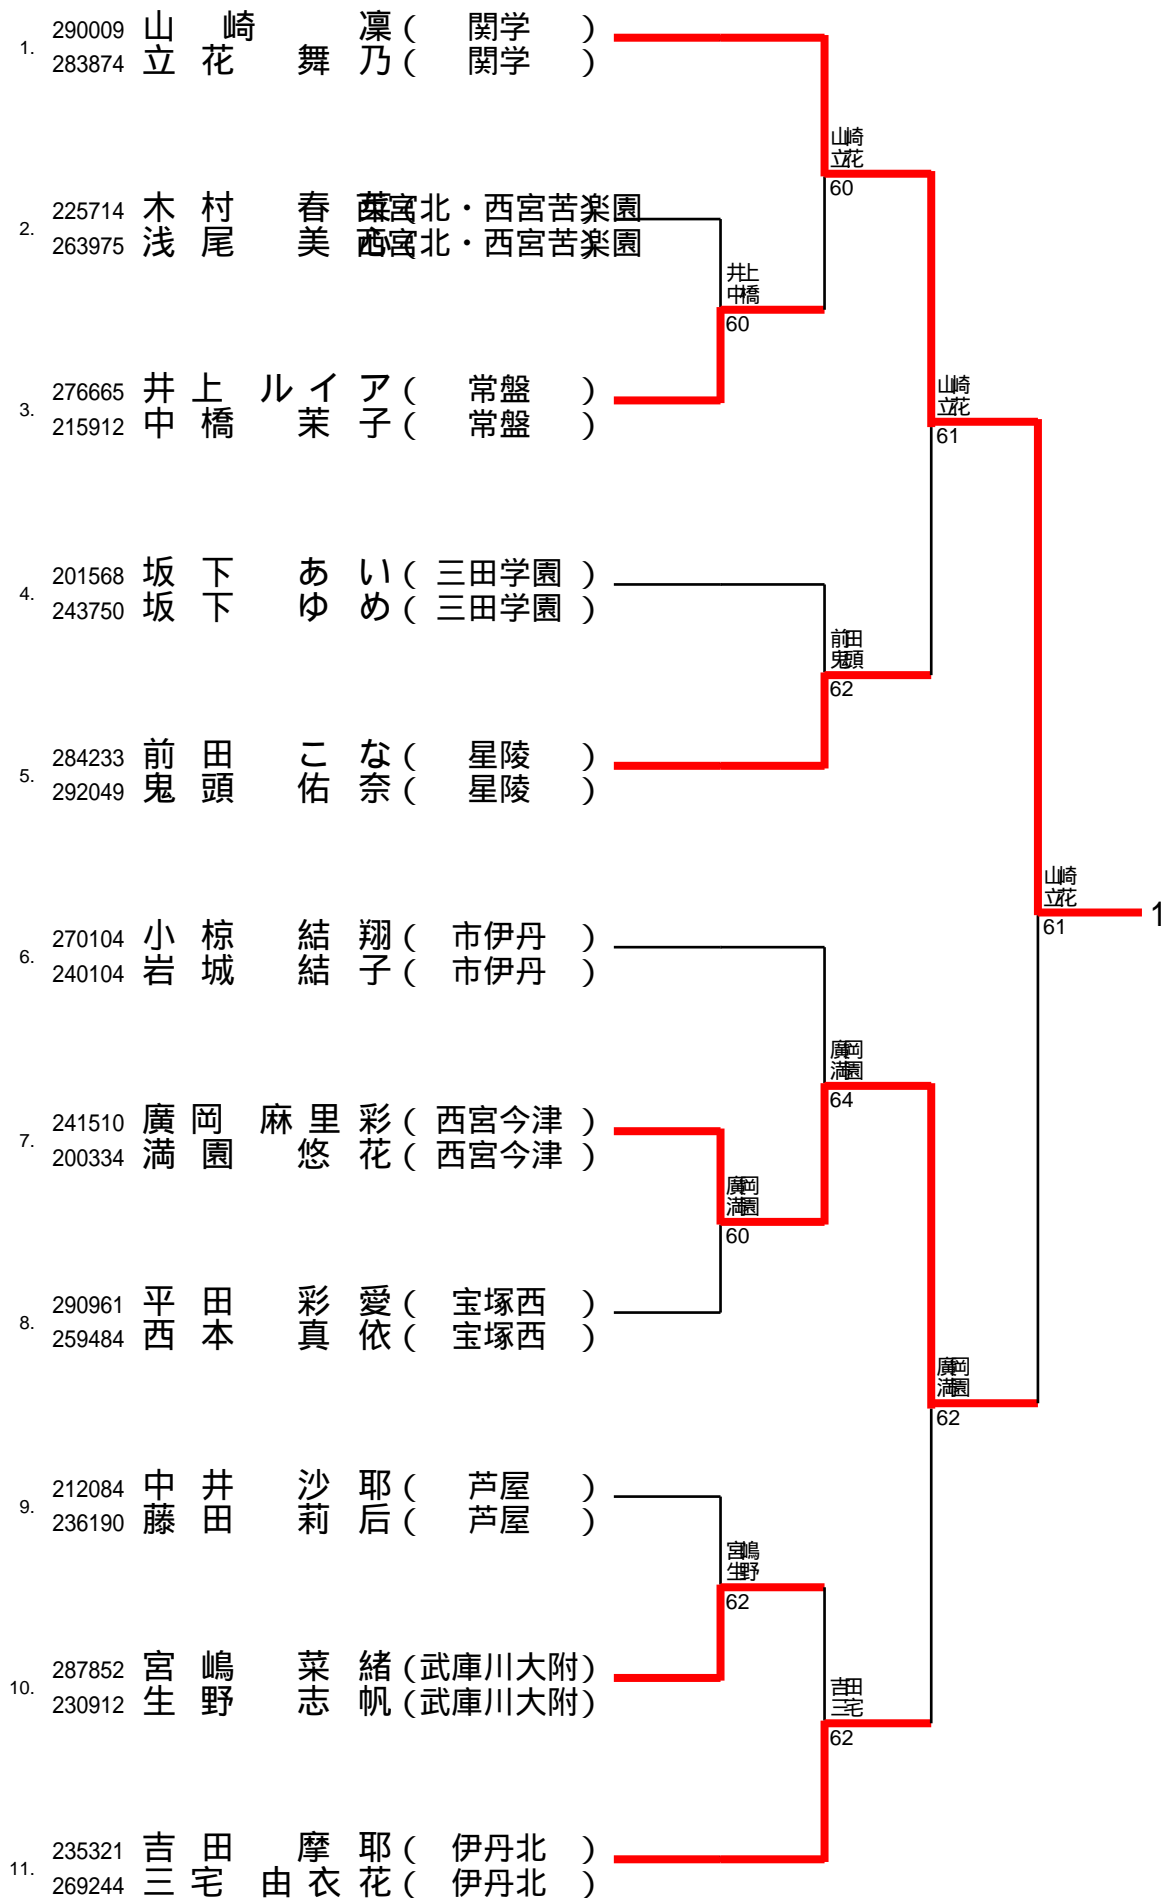 1.
290009 山崎 凜 ( 関学 )
283874 立花 舞乃 ( 関学 )
山崎
立花
60
2.
225714 木村 春菜 (西宮北・西宮苦楽園)
263975 浅尾 美心 (西宮北・西宮苦楽園)
井上
中橋
60
3.
276665 井上 ルイア ( 常盤 )
215912 中橋 茉子 ( 常盤 )
山崎
立花
61
4.
201568 坂下 あい ( 三田学園 )
243750 坂下 ゆめ ( 三田学園 )
前田
鬼頭
62
5.
284233 前田 こな ( 星陵 )
292049 鬼頭 佑奈 ( 星陵 )
山崎
立花
61
1
6.
270104 小椋 結翔 ( 市伊丹 )
240104 岩城 結子 ( 市伊丹 )
廣岡
満園
64
7.
241510 廣岡 麻里彩 ( 西宮今津 )
200334 満園 悠花 ( 西宮今津 )
廣岡
満園
60
8.
290961 平田 彩愛 ( 宝塚西 )
259484 西本 真依 ( 宝塚西 )
廣岡
満園
62
9.
212084 中井 沙耶 ( 芦屋 )
236190 藤田 莉后 ( 芦屋 )
宮嶋
生野
62
10.
287852 宮嶋 菜緒 (武庫川大附)
230912 生野 志帆 (武庫川大附)
吉田
三宅
62
11.
235321 吉田 摩耶 ( 伊丹北 )
269244 三宅 由衣花 ( 伊丹北 )